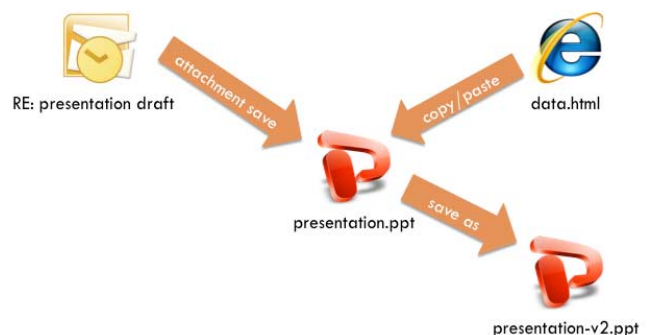 RE: presentation draft
attachment save
copy/paste
data.html
presentation.ppt
save as
presentation-v2.ppt